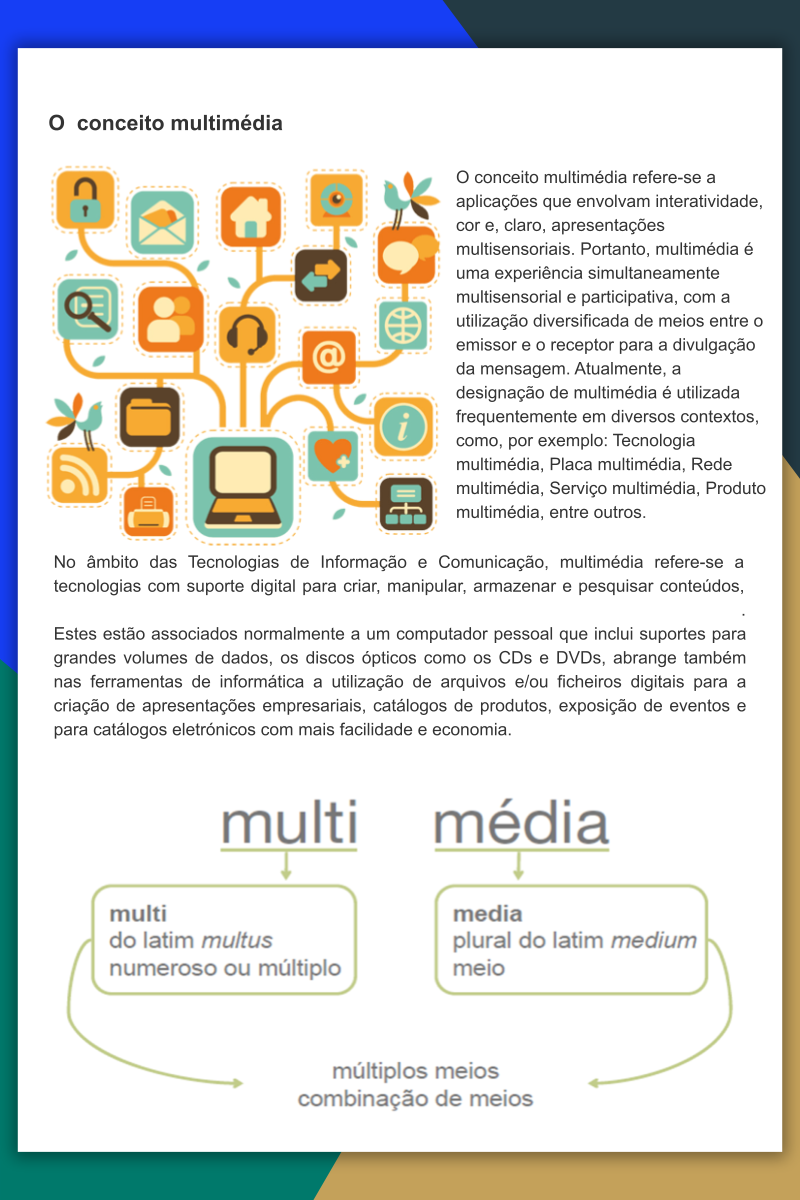 O conceito multimédia
O conceito multimédia refere-se a
aplicações que envolvam interatividade,
cor e, claro, apresentações
multisensoriais. Portanto, multimédia é
uma experiência simultaneamente
multisensorial e participativa, com a
utilização diversificada de meios entre o
emissor e o receptor para a divulgação
da mensagem. Atualmente, a
designação de multimédia é utilizada
frequentemente em diversos contextos,
como, por exemplo: Tecnologia
multimédia, Placa multimédia, Rede
multimédia, Serviço multimédia, Produto
multimédia, entre outros.
@
i
No âmbito das Tecnologias de Informação e Comunicação, multimédia refere-se a
tecnologias com suporte digital para criar, manipular, armazenar e pesquisar conteúdos,
.
Estes estão associados normalmente a um computador pessoal que inclui suportes para
grandes volumes de dados, os discos ópticos como os CDs e DVDs, abrange também
nas ferramentas de informática a utilização de arquivos e/ou ficheiros digitais para a
criação de apresentações empresariais, catálogos de produtos, exposição de eventos e
para catálogos eletrónicos com mais facilidade e economia.
multi média
multi
do latim multus
numeroso ou múltiplo
media
plural do latim medium
meio
múltiplos meios
combinação de meios